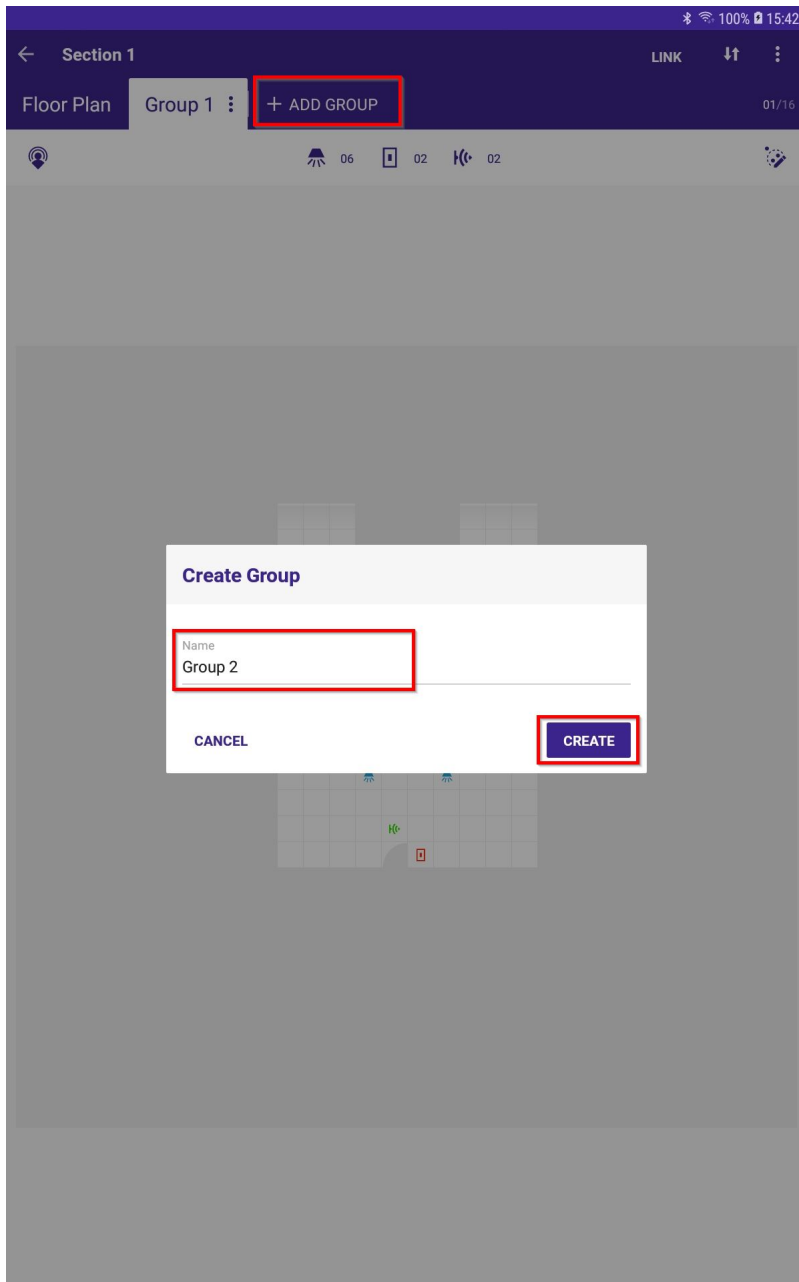 100% 15:42
Section 1 LINK
Floor Plan Group 1 + ADD GROUP 01/16
06 02 02
Create Group
Name
Group 2
CANCEL CREATE